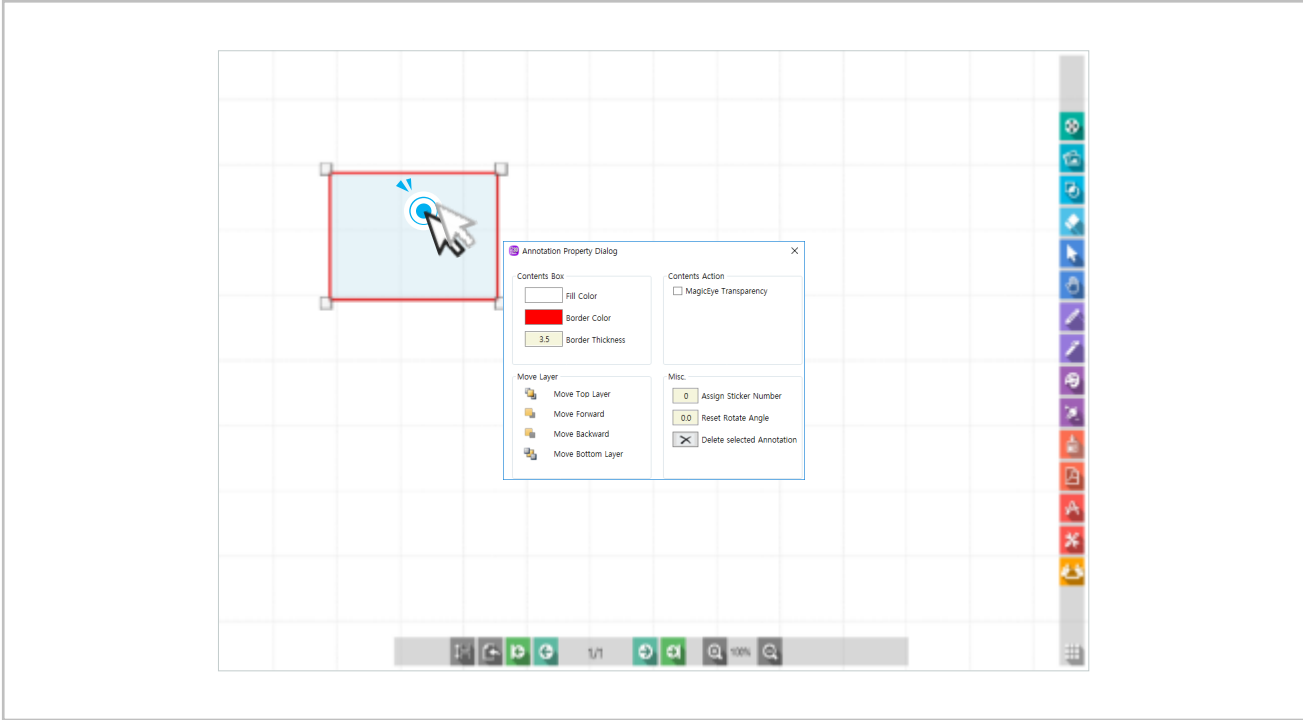 Annotation Property Dialog
Contents Box
Fill Color
Border Color
3.5 Border Thickness
Contents Action
MagicEye Transparency
Move Layer
Move Top Layer
Move Forward
Move Backward
Move Bottom Layer
Misc.
0 Assign Sticker Number
0.0 Reset Rotate Angle
Delete selected Annotation
1/1
100%